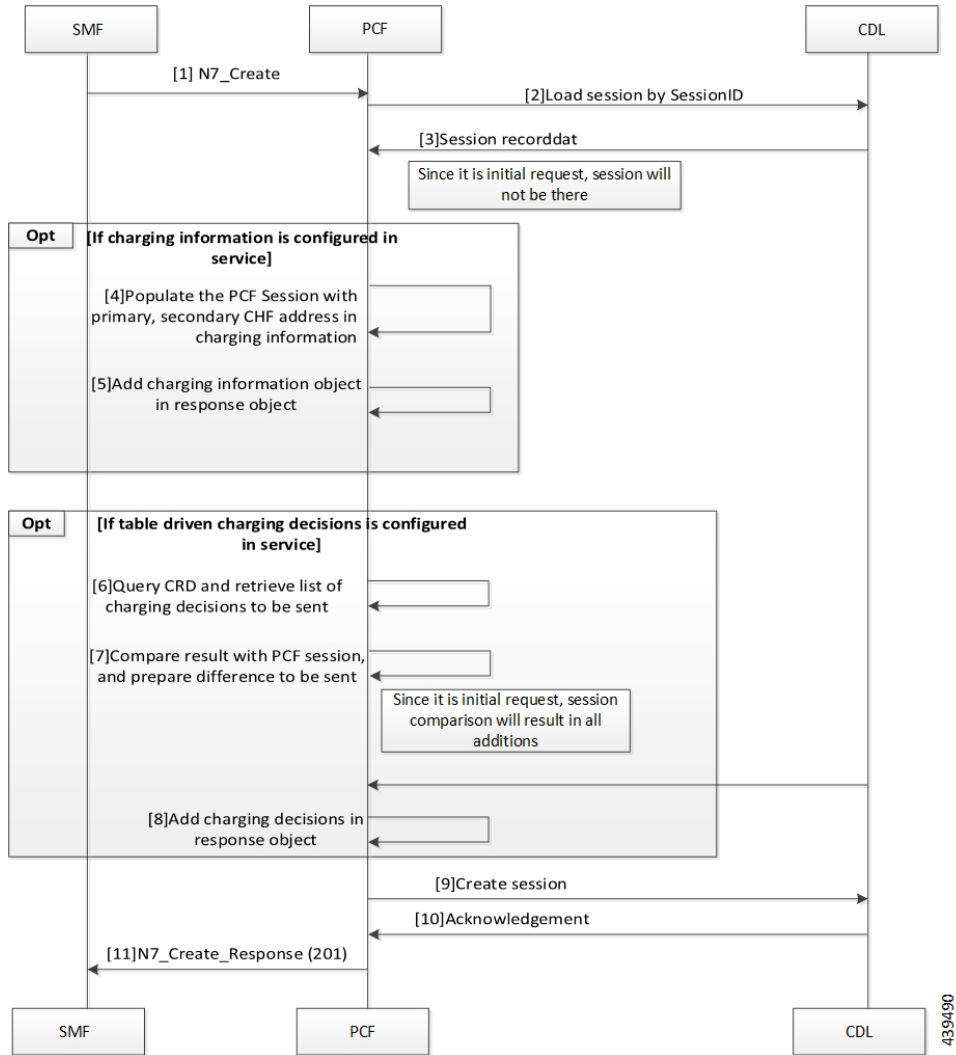 SMF
PCF
CDL
[1] N7_Create
[2]Load session by SessionID
[3]Session recorddat
Since it is initial request, session will
not be there
Opt
[If charging information is configured in
service]
[4]Populate the PCF Session with
primary, secondary CHF address in
charging information
[5]Add charging information object
in response object
Opt
[If table driven charging decisions is configured
in service]
[6]Query CRD and retrieve list of
charging decisions to be sent
[7]Compare result with PCF session,
and prepare difference to be sent
Since it is initial request, session
comparison will result in all
additions
[8]Add charging decisions in
response object
[9]Create session
[10]Acknowledgement
[11]N7_Create_Response (201)
SMF
PCF
CDL
439490